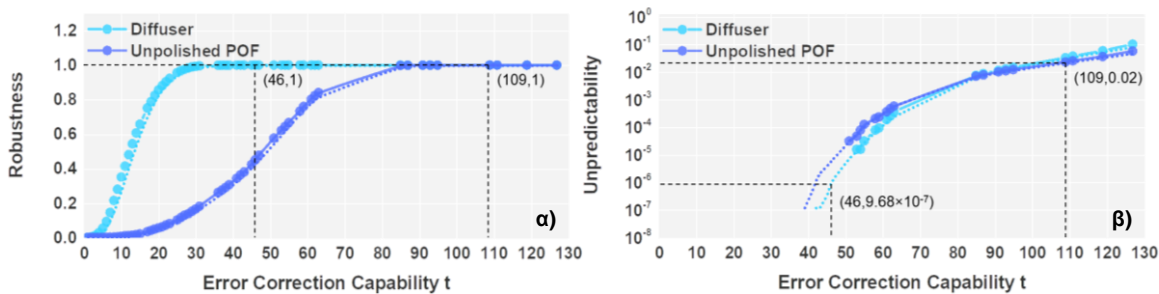 Diffuser
Unpolished POF
Robustness
1.2
1.0
0.8
0.6
0.4
0.2
0.0
(46,1)
(109,1)
α)
0 10 20 30 40 50 60 70 80 90 100 110 120 130
Error Correction Capability t
Diffuser
Unpolished POF
Unpredictability
10⁰
10⁻¹
10⁻²
10⁻³
10⁻⁴
10⁻⁵
10⁻⁶
10⁻⁷
10⁻⁸
(109,0.02)
(46,9.68×10⁻⁷)
β)
0 10 20 30 40 50 60 70 80 90 100 110 120 130
Error Correction Capability t